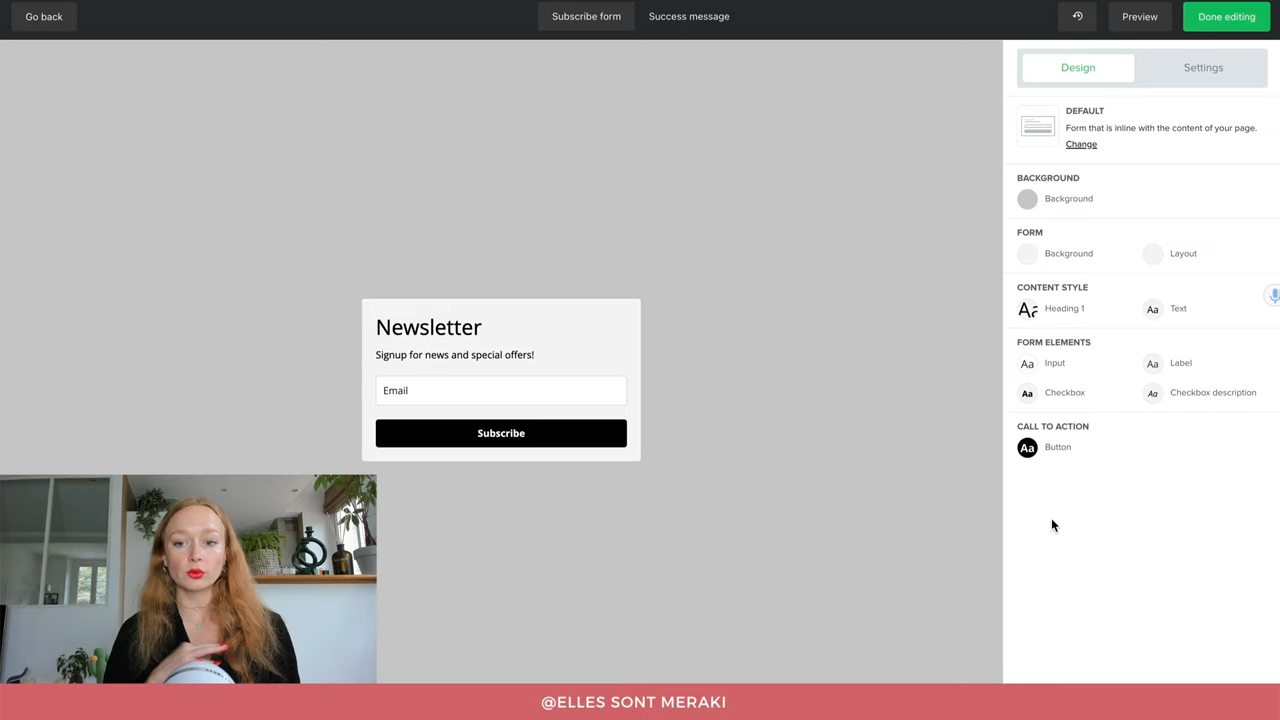 Go back
Subscribe form
Success message
Preview
Done editing
Design
Settings
DEFAULT
Form that is inline with the content of your page.
Change
BACKGROUND
Background
FORM
Background
Layout
CONTENT STYLE
Aa
Heading 1
Aa
Text
FORM ELEMENTS
Aa
Input
Aa
Label
Aa
Checkbox
Aa
Checkbox description
CALL TO ACTION
Aa
Button
Newsletter
Signup for news and special offers!
Email
Subscribe
@ELLES SONT MERAKI